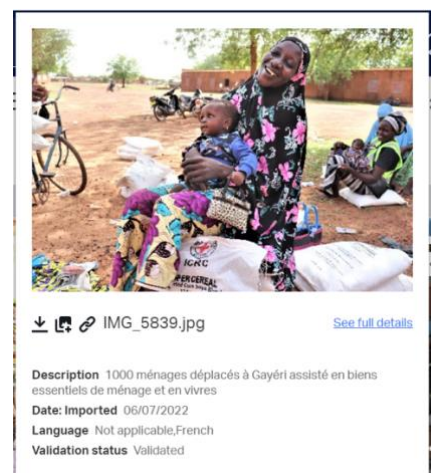 ICRC
PER CEREAL
IMG_5839.jpg
See full details
Description 1000 ménages déplacés à Gayéri assisté en biens
essentiels de ménage et en vivres
Date: Imported 06/07/2022
Language Not applicable,French
Validation status Validated